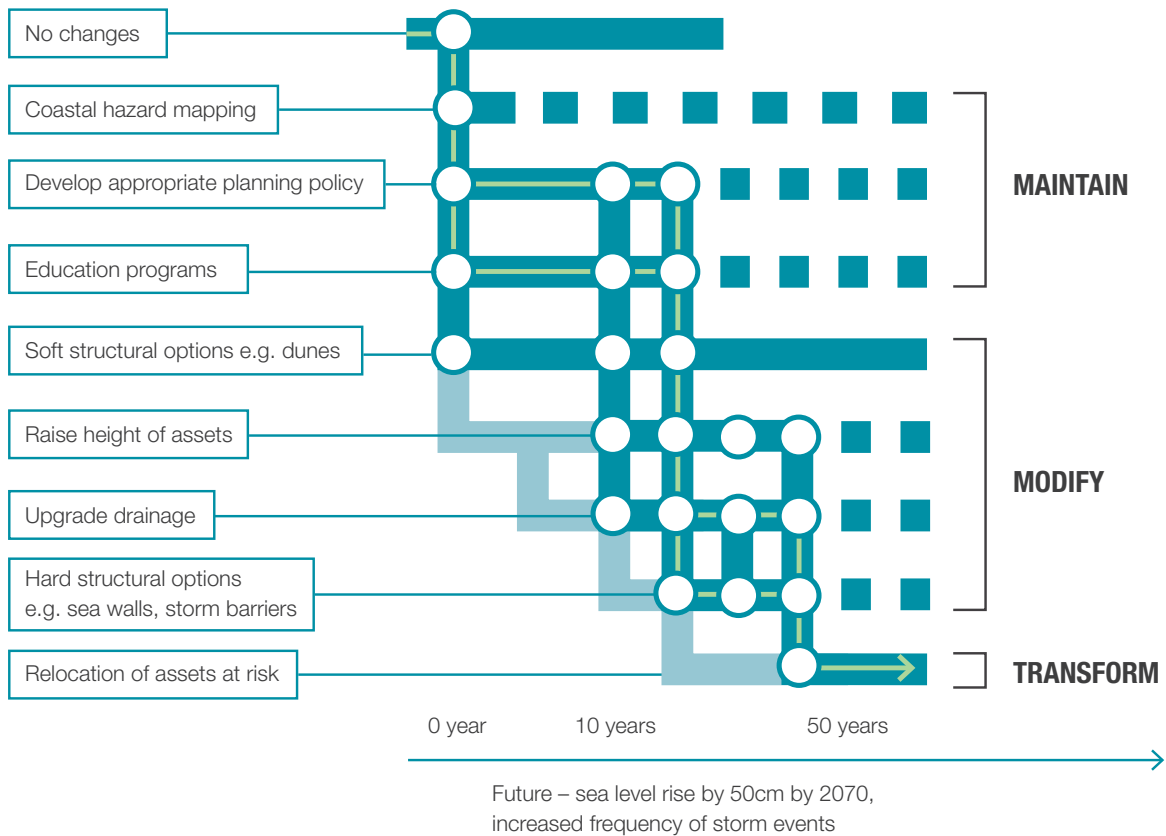 No changes
Coastal hazard mapping
Develop appropriate planning policy
Education programs
MAINTAIN
Soft structural options e.g. dunes
Raise height of assets
Upgrade drainage
Hard structural options
e.g. sea walls, storm barriers
MODIFY
Relocation of assets at risk
TRANSFORM
0 year
10 years
50 years
Future – sea level rise by 50cm by 2070,
increased frequency of storm events